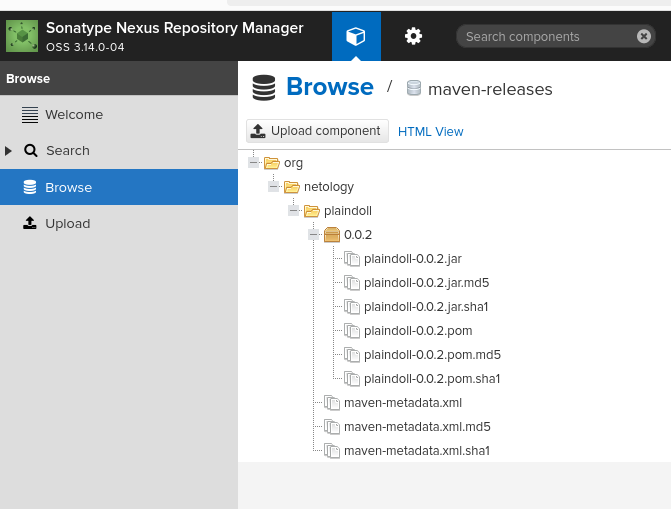 Sonatype Nexus Repository Manager
OSS 3.14.0-04
Search components
Browse
Welcome
Search
Browse
Upload
Browse / maven-releases
Upload component HTML View
org
netology
plaindoll
0.0.2
plaindoll-0.0.2.jar
plaindoll-0.0.2.jar.md5
plaindoll-0.0.2.jar.sha1
plaindoll-0.0.2.pom
plaindoll-0.0.2.pom.md5
plaindoll-0.0.2.pom.sha1
maven-metadata.xml
maven-metadata.xml.md5
maven-metadata.xml.sha1